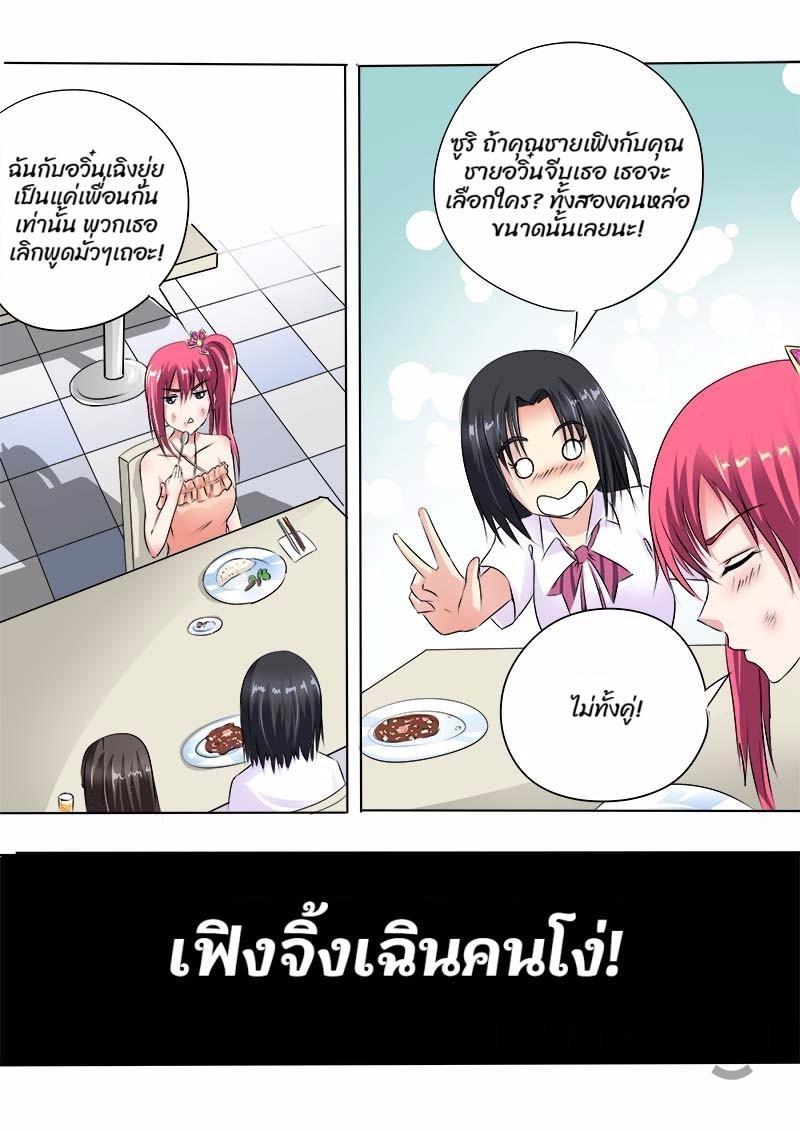 ฉันกับอวิ๋นเฉิงยุ่ย
เป็นแค่เพื่อนกัน
เท่านั้น พวกเธอ
เลิกพูดมั่วๆเถอะ!
ซูริ ถ้าคุณชายเฟิงกับคุณ
ชายอวิ๋นจีบเธอ เธอจะ
เลือกใคร? ทั้งสองคนหล่อ
ขนาดนั้นเลยนะ!
ไม่ทั้งคู่!
เฟิงจิ้งเฉินคนโง่!